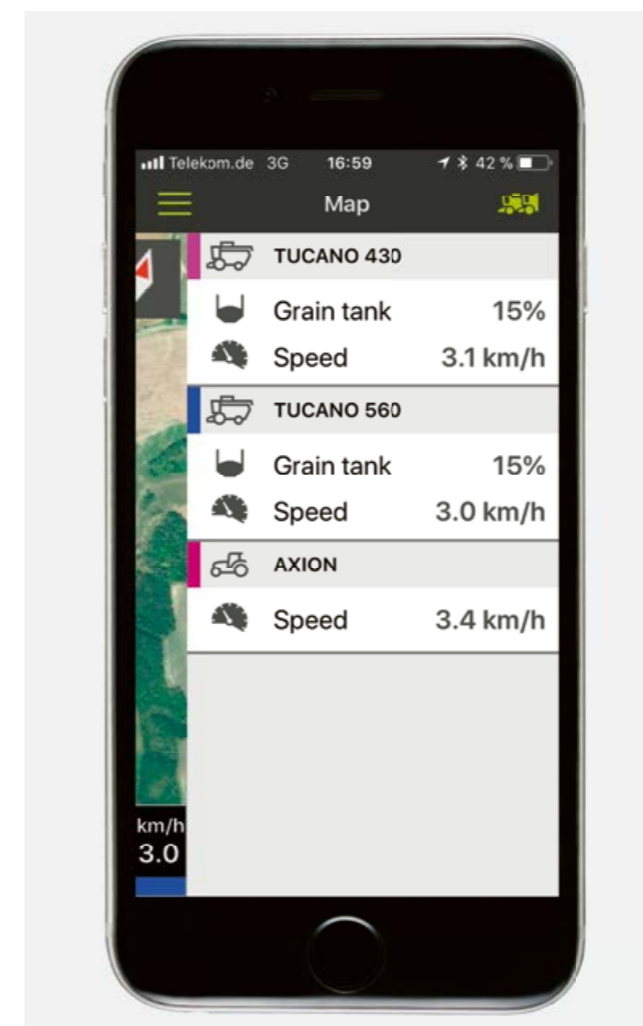 Telekom.de 3G 16:59 42 %
Map
TUCANO 430
Grain tank 15%
Speed 3.1 km/h
TUCANO 560
Grain tank 15%
Speed 3.0 km/h
AXION
Speed 3.4 km/h
km/h
3.0